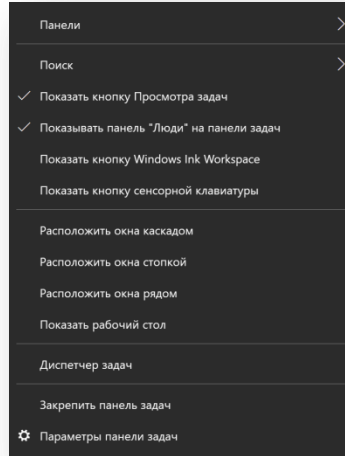 Панели
Поиск
Показать кнопку Просмотра задач
Показывать панель "Люди" на панели задач
Показать кнопку Windows Ink Workspace
Показать кнопку сенсорной клавиатуры
Расположить окна каскадом
Расположить окна стопкой
Расположить окна рядом
Показать рабочий стол
Диспетчер задач
Закрепить панель задач
Параметры панели задач